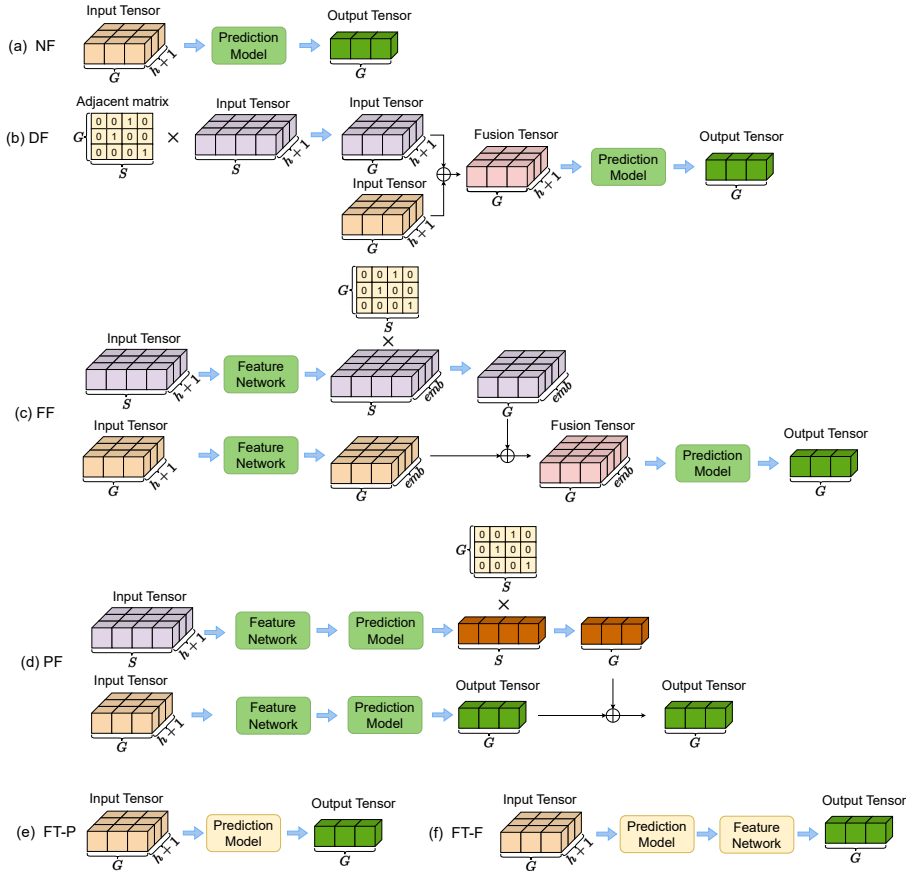 Input Tensor
Output Tensor
(a) NF
Prediction
Model
G
h + 1
G
Adjacent matrix
Input Tensor
Input Tensor
(b) DF
G
0 0 1 0
0 1 0 0
0 0 0 1
×
S
S
h + 1
G
h + 1
Input Tensor
G
h + 1
Fusion Tensor
G
h + 1
Prediction
Model
Output Tensor
G
G
0 0 1 0
0 1 0 0
0 0 0 1
S
×
(c) FF
Input Tensor
S
h + 1
Feature
Network
S
emb
G
emb
Input Tensor
G
h + 1
Feature
Network
G
emb
Fusion Tensor
G
emb
Prediction
Model
Output Tensor
G
G
0 0 1 0
0 1 0 0
0 0 0 1
S
×
(d) PF
Input Tensor
S
h + 1
Feature
Network
Prediction
Model
S
G
Input Tensor
G
h + 1
Feature
Network
Prediction
Model
Output Tensor
G
Output Tensor
G
(e) FT-P
Input Tensor
G
h + 1
Prediction
Model
Output Tensor
G
(f) FT-F
Input Tensor
G
h + 1
Prediction
Model
Feature
Network
Output Tensor
G